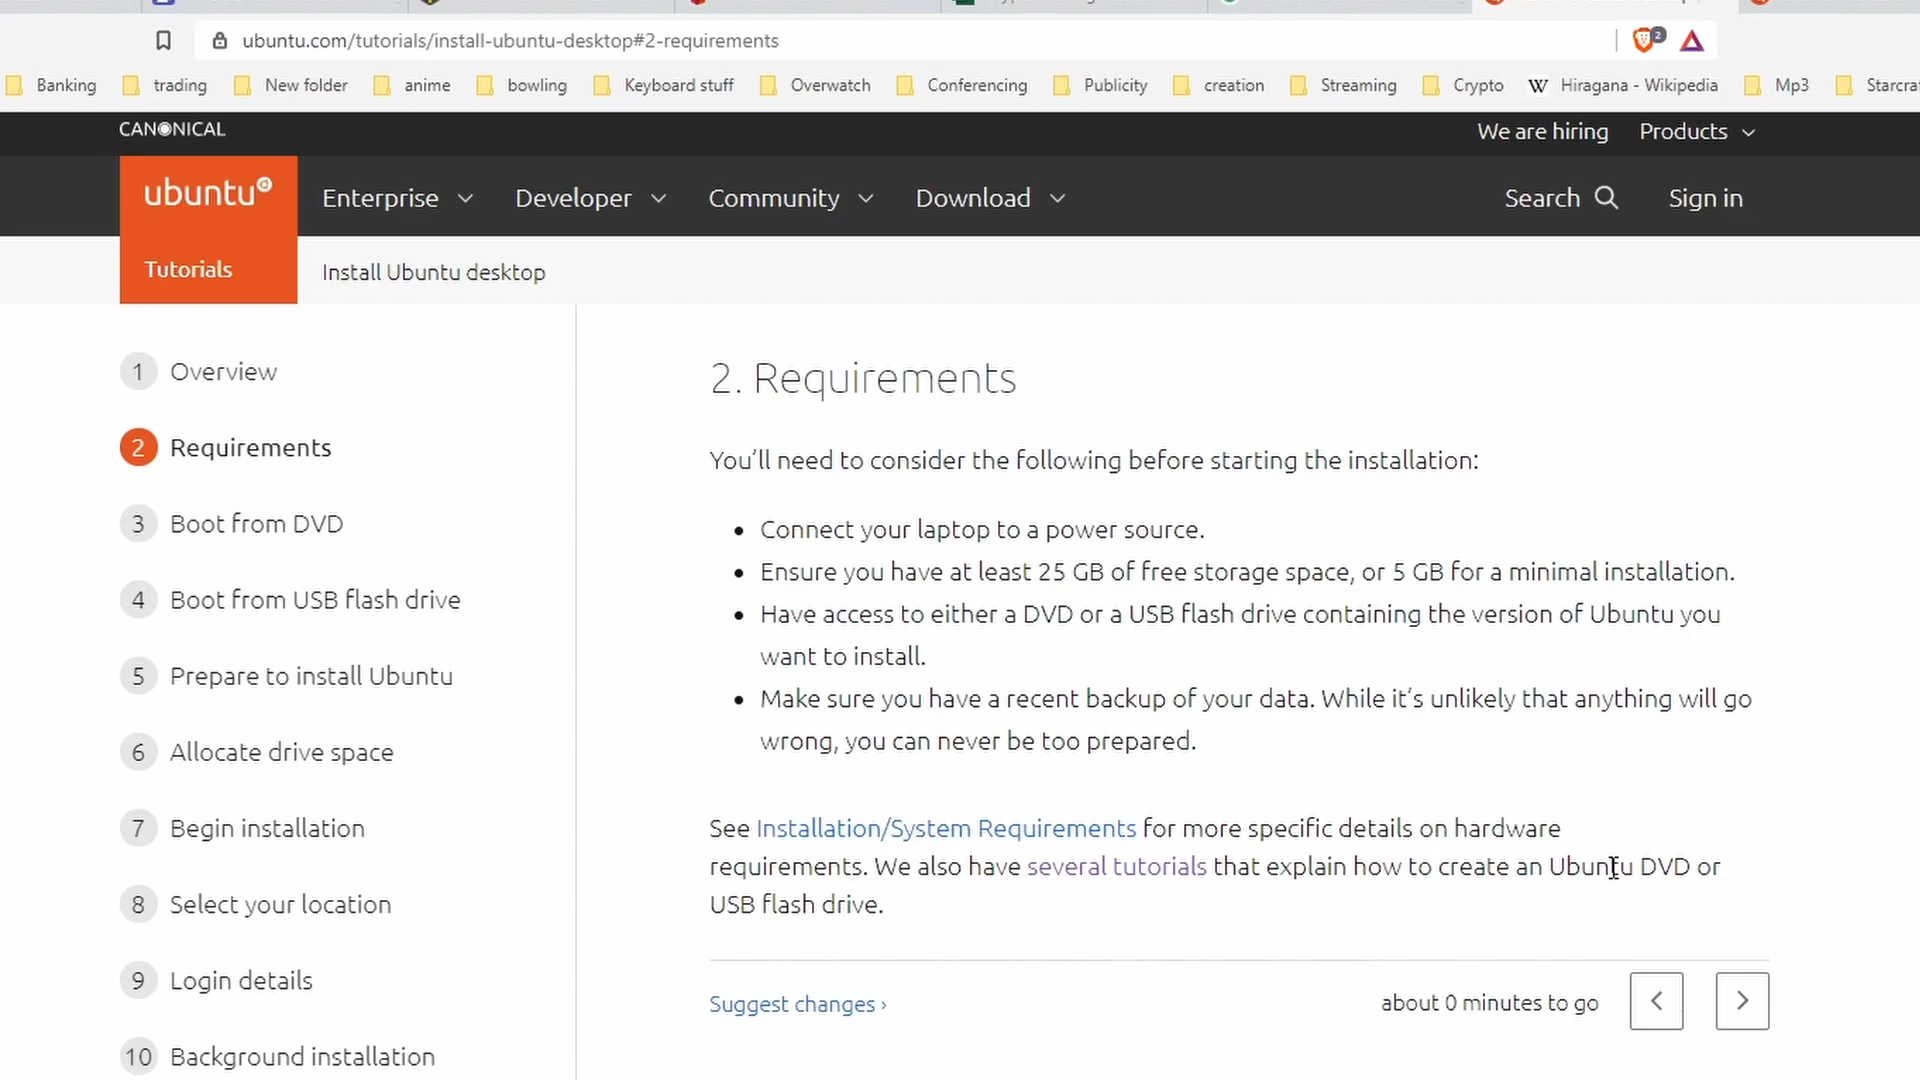 ubuntu.com/tutorials/install-ubuntu-desktop#2-requirements
2
Banking trading New folder anime bowling Keyboard stuff Overwatch Conferencing Publicity creation Streaming Crypto W Hiragana - Wikipedia Mp3 Starcra
CANONICAL
We are hiring Products
ubuntu
Enterprise Developer Community Download Search Sign in
Tutorials
Install Ubuntu desktop
1 Overview
2 Requirements
3 Boot from DVD
4 Boot from USB flash drive
5 Prepare to install Ubuntu
6 Allocate drive space
7 Begin installation
8 Select your location
9 Login details
10 Background installation
2. Requirements
You’ll need to consider the following before starting the installation:
• Connect your laptop to a power source.
• Ensure you have at least 25 GB of free storage space, or 5 GB for a minimal installation.
• Have access to either a DVD or a USB flash drive containing the version of Ubuntu you
want to install.
• Make sure you have a recent backup of your data. While it’s unlikely that anything will go
wrong, you can never be too prepared.
See Installation/System Requirements for more specific details on hardware
requirements. We also have several tutorials that explain how to create an Ubuntu DVD or
USB flash drive.
Suggest changes ›
about 0 minutes to go